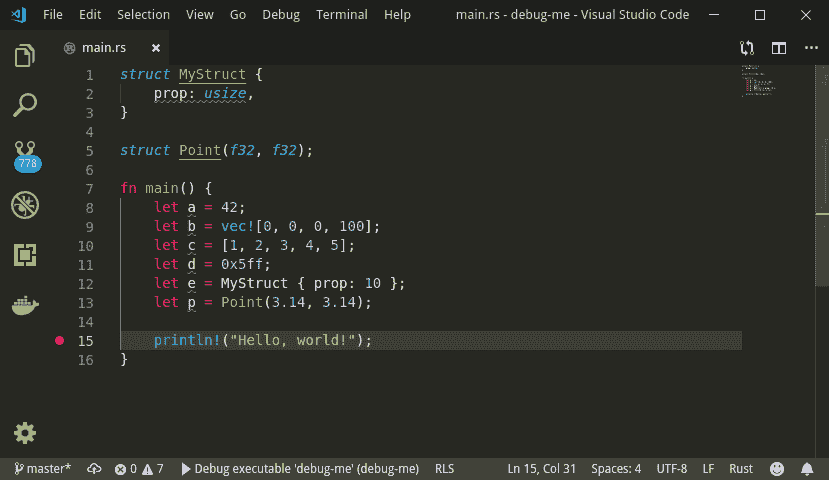 File Edit Selection View Go Debug Terminal Help main.rs - debug-me - Visual Studio Code
main.rs
1 struct MyStruct {
2     prop: usize,
3 }
4
5 struct Point(f32, f32);
6
7 fn main() {
8     let a = 42;
9     let b = vec![0, 0, 0, 100];
10     let c = [1, 2, 3, 4, 5];
11     let d = 0x5ff;
12     let e = MyStruct { prop: 10 };
13     let p = Point(3.14, 3.14);
14
15     println!("Hello, world!");
16 }
778
master* 0 7 Debug executable 'debug-me' (debug-me) RLS Ln 15, Col 31 Spaces: 4 UTF-8 LF Rust